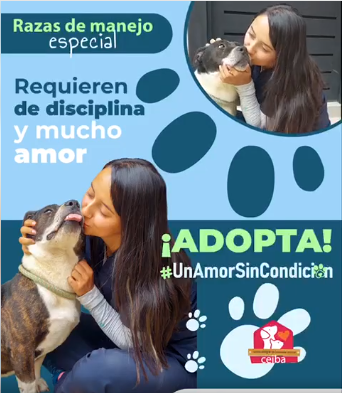 Razas de manejo
especial
Requieren
de disciplina
y mucho
amor
¡ADOPTA!
#UnAmorSinCondición
ceiba